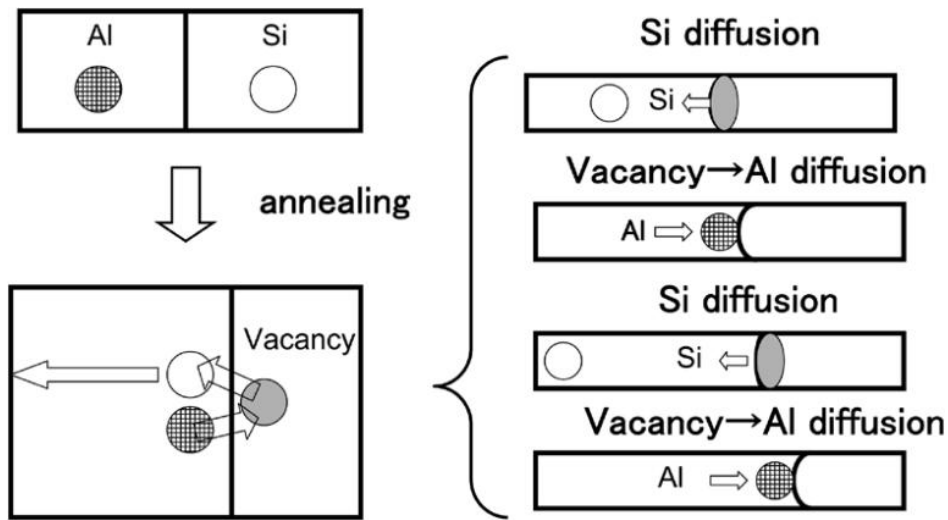 Al
Si
annealing
Vacancy
Si diffusion
Si
Vacancy→Al diffusion
Al
Si diffusion
Si
Vacancy→Al diffusion
Al